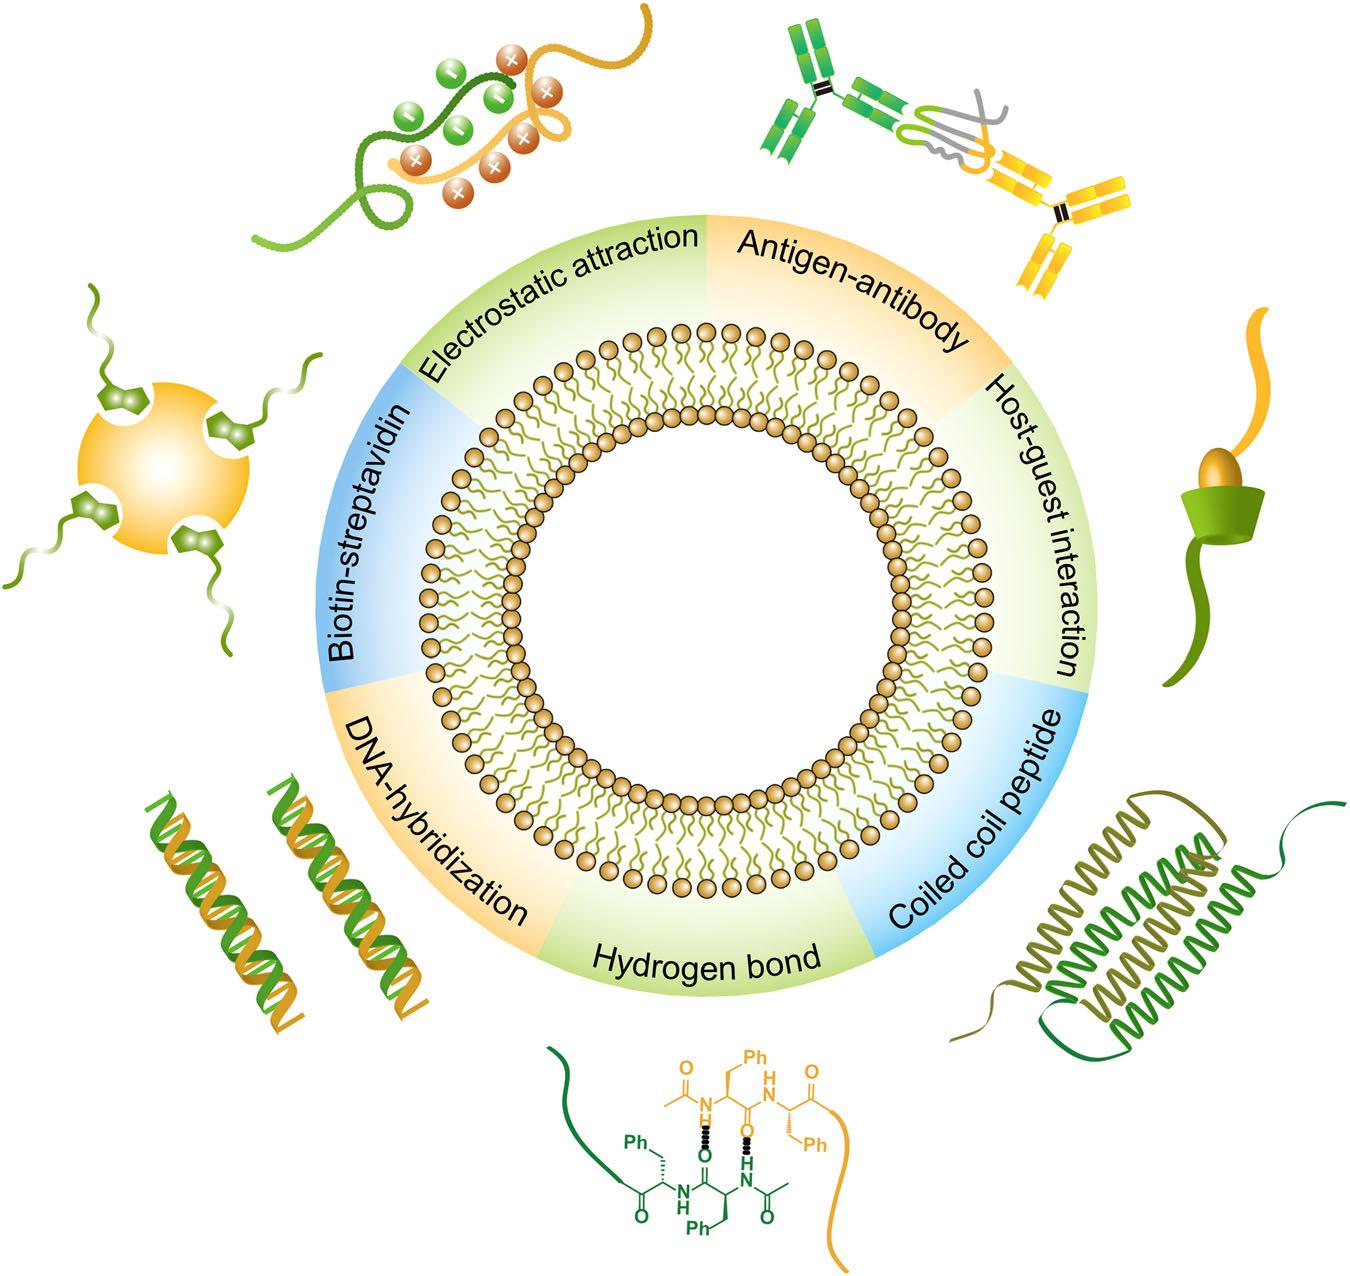 Electrostatic attraction
Antigen-antibody
Host-guest interaction
Coiled coil peptide
Hydrogen bond
DNA-hybridization
Biotin-streptavidin
− + − − + − + + + +
O Ph H N O
N H O Ph
Ph O H N
O N H Ph O